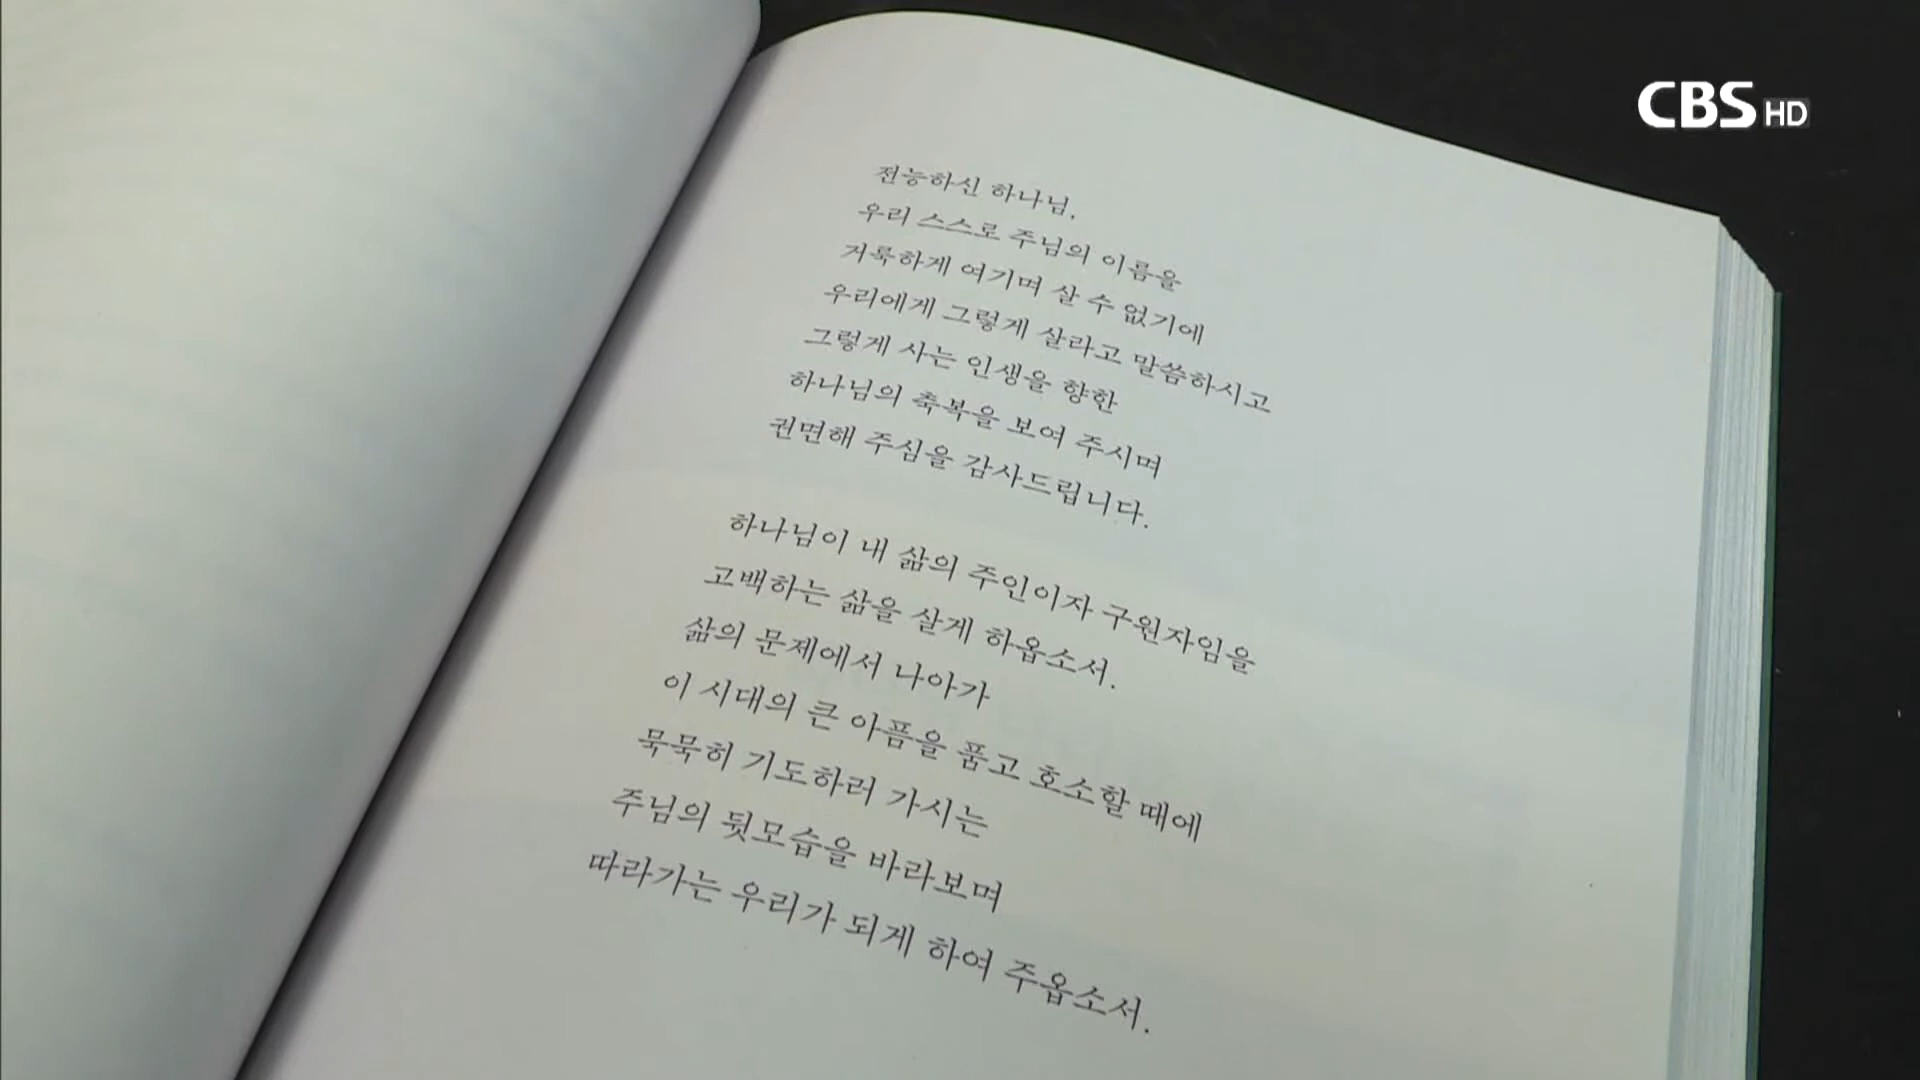 CBS HD
전능하신 하나님,
우리 스스로 주님의 이름을
거룩하게 여기며 살 수 없기에
우리에게 그렇게 살라고 말씀하시고
그렇게 사는 인생을 향한
하나님의 축복을 보여 주시며
권면해 주심을 감사드립니다.
하나님이 내 삶의 주인이자 구원자임을
고백하는 삶을 살게 하옵소서.
삶의 문제에서 나아가
이 시대의 큰 아픔을 품고 호소할 때에
묵묵히 기도하러 가시는
주님의 뒷모습을 바라보며
따라가는 우리가 되게 하여 주옵소서.